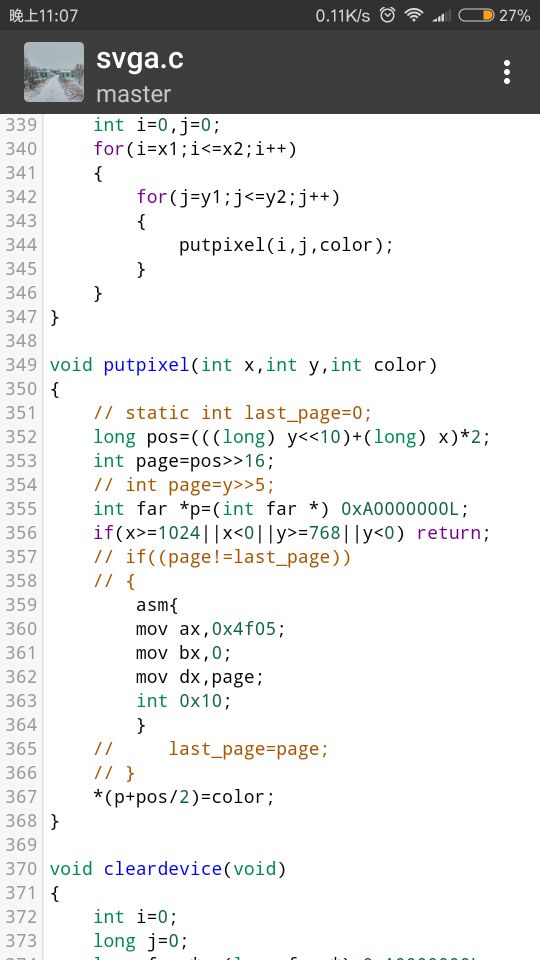 晚上11:07 0.11K/s 27%
svga.c
master
339 int i=0,j=0;
340 for(i=x1;i<=x2;i++)
341 {
342 for(j=y1;j<=y2;j++)
343 {
344 putpixel(i,j,color);
345 }
346 }
347 }
348
349 void putpixel(int x,int y,int color)
350 {
351 // static int last_page=0;
352 long pos=(((long) y<<10)+(long) x)*2;
353 int page=pos>>16;
354 // int page=y>>5;
355 int far *p=(int far *) 0xA0000000L;
356 if(x>=1024||x<0||y>=768||y<0) return;
357 // if((page!=last_page))
358 // {
359 asm{
360 mov ax,0x4f05;
361 mov bx,0;
362 mov dx,page;
363 int 0x10;
364 }
365 // last_page=page;
366 // }
367 *(p+pos/2)=color;
368 }
369
370 void cleardevice(void)
371 {
372 int i=0;
373 long j=0;